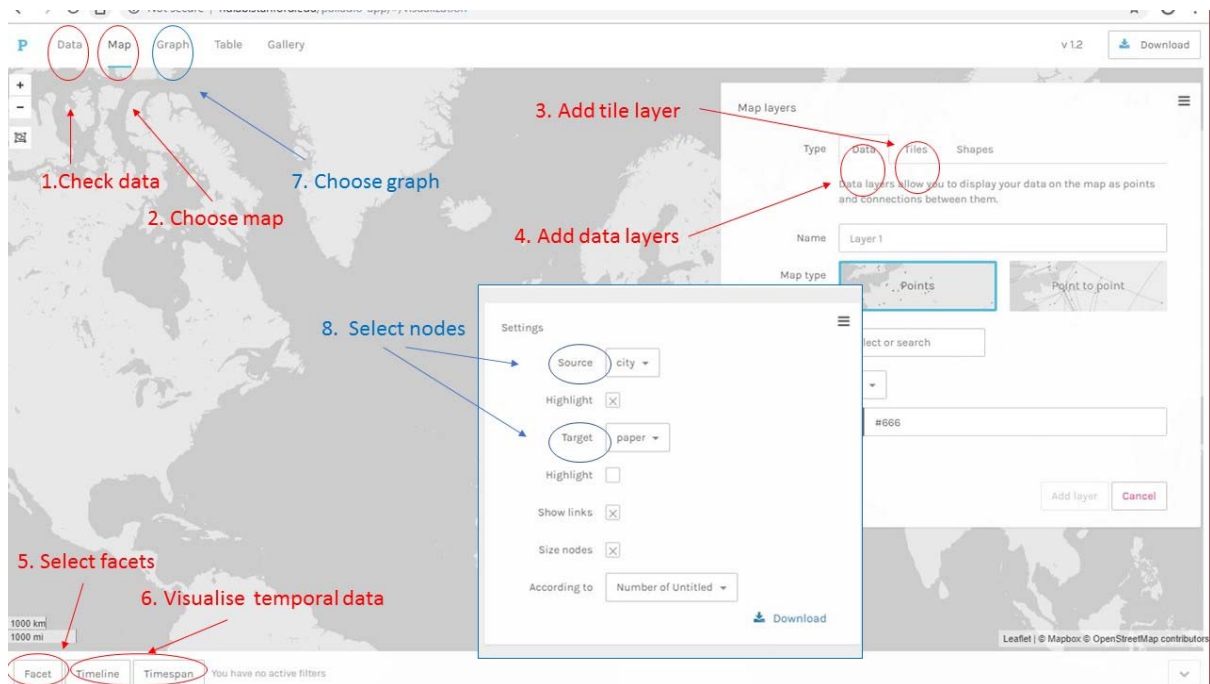 Data Map Graph Table Gallery v 1.2 Download
+
-
3. Add tile layer
1.Check data
7. Choose graph
2. Choose map
4. Add data layers
Map layers
Type Data Tiles Shapes
Data layers allow you to display your data on the map as points
and connections between them.
Name Layer 1
Map type Points Point to point
or search
#666
Add layer Cancel
8. Select nodes
Settings
Source city
Highlight
Target paper
Highlight
Show links
Size nodes
According to Number of Untitled
Download
5. Select facets
6. Visualise temporal data
1000 km
1000 mi
Leaflet | © Mapbox © OpenStreetMap contributors
Facet Timeline Timespan You have no active filters